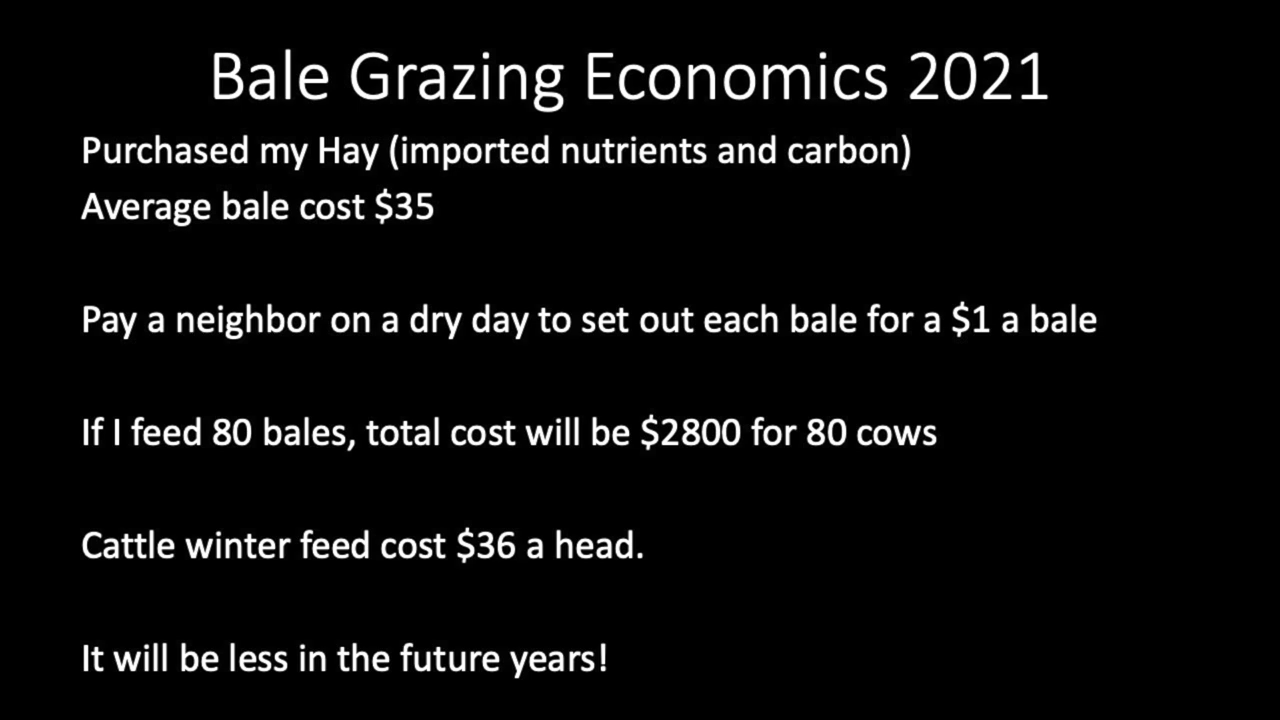 Bale Grazing Economics 2021
Purchased my Hay (imported nutrients and carbon)
Average bale cost $35
Pay a neighbor on a dry day to set out each bale for a $1 a bale
If I feed 80 bales, total cost will be $2800 for 80 cows
Cattle winter feed cost $36 a head.
It will be less in the future years!